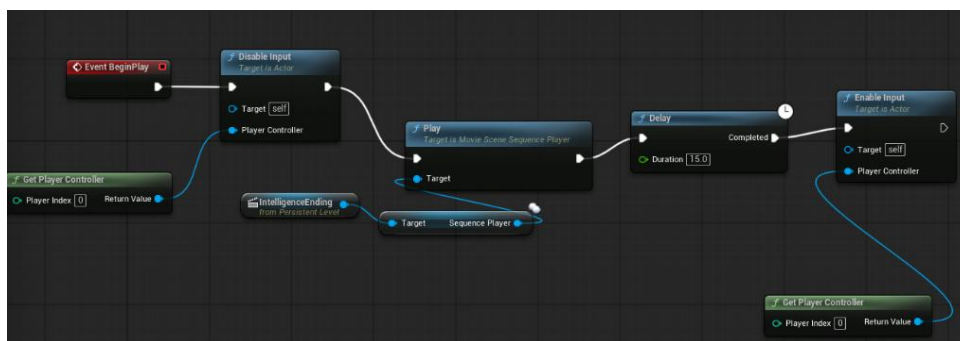 Event BeginPlay
Disable Input
Target is Actor
Target self
Player Controller
Get Player Controller
Player Index 0 Return Value
IntelligenceEnding
from Persistent Level
Play
Target is Movie Scene Sequence Player
Target
Target Sequence Player
Delay
Completed
Duration 15.0
Enable Input
Target is Actor
Target self
Player Controller
Get Player Controller
Player Index 0 Return Value